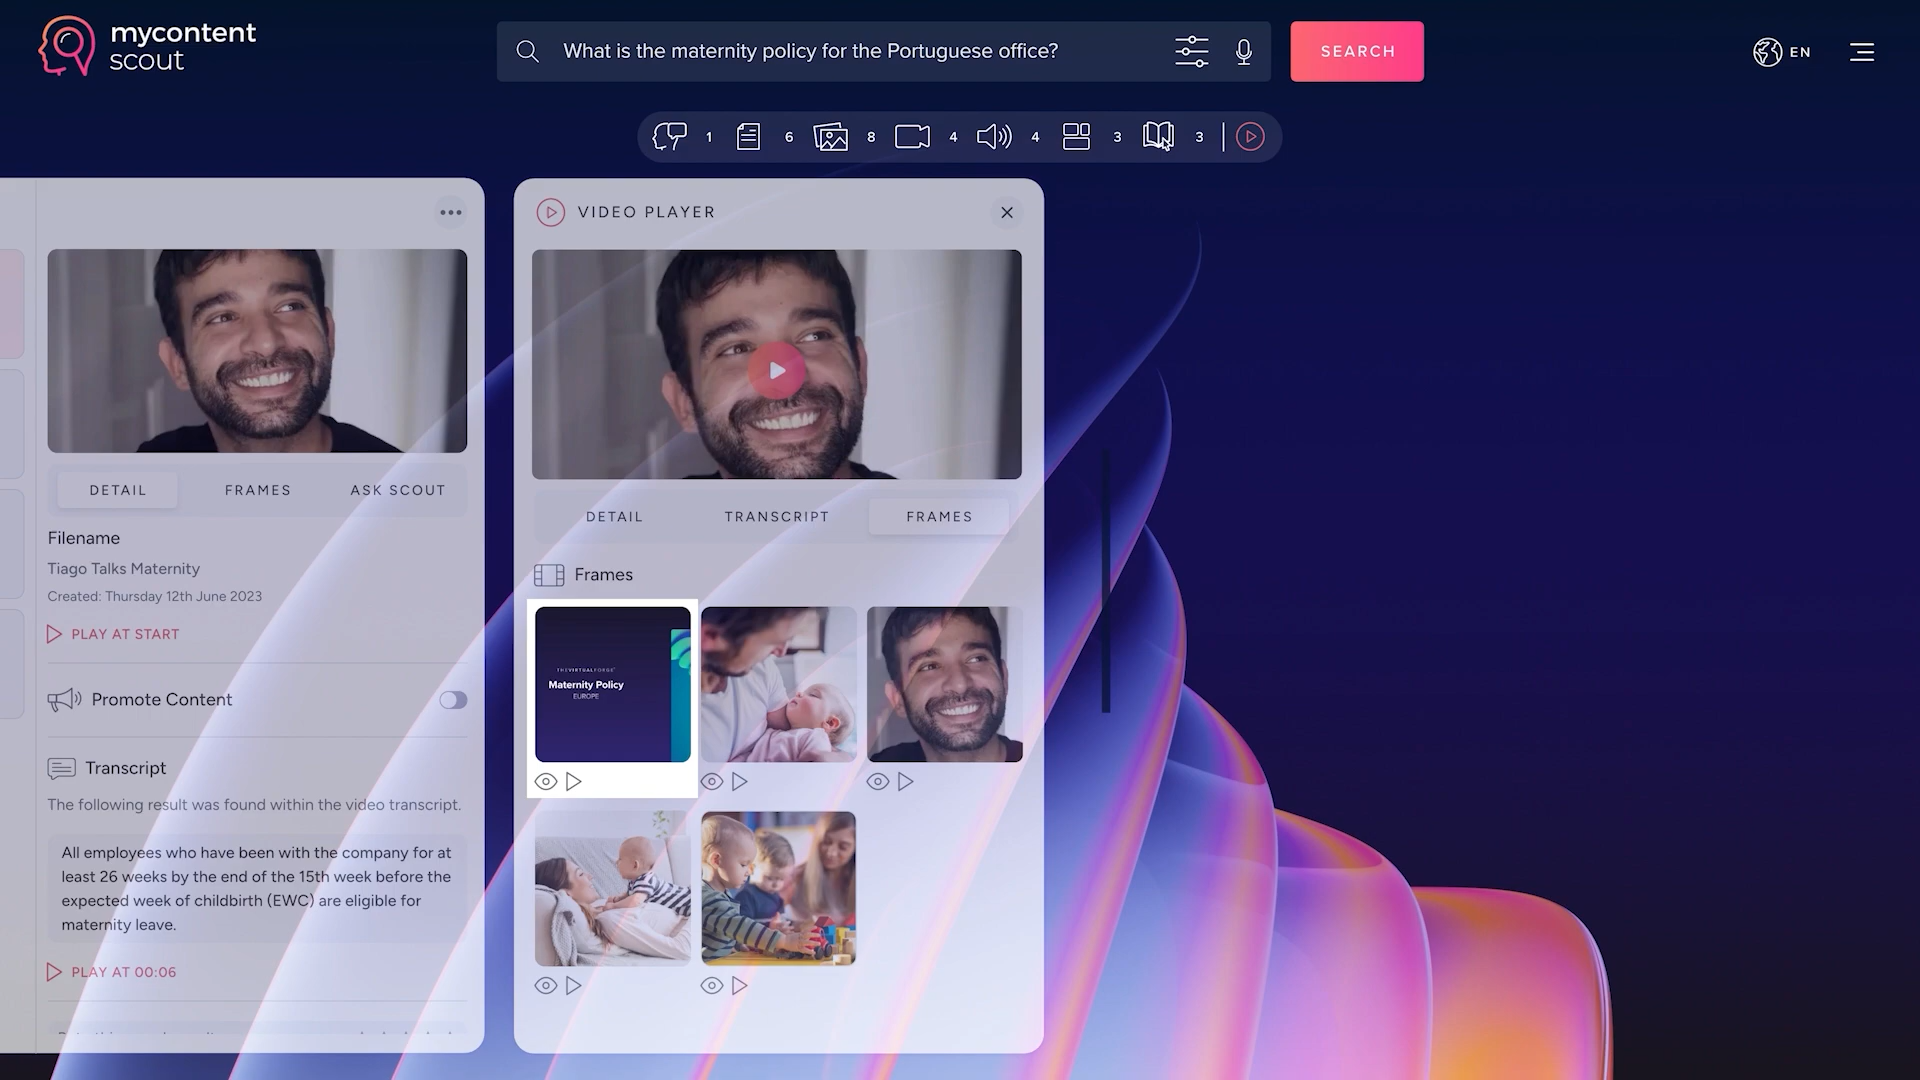 mycontent
scout
What is the maternity policy for the Portuguese office?
SEARCH
EN
1
6
8
4
4
3
3
DETAIL
FRAMES
ASK SCOUT
Filename
Tiago Talks Maternity
Created: Thursday 12th June 2023
PLAY AT START
Promote Content
Transcript
The following result was found within the video transcript.
All employees who have been with the company for at
least 26 weeks by the end of the 15th week before the
expected week of childbirth (EWC) are eligible for
maternity leave.
PLAY AT 00:06
VIDEO PLAYER
DETAIL
TRANSCRIPT
FRAMES
Frames
THEVIRTUALFORGE
Maternity Policy
EUROPE